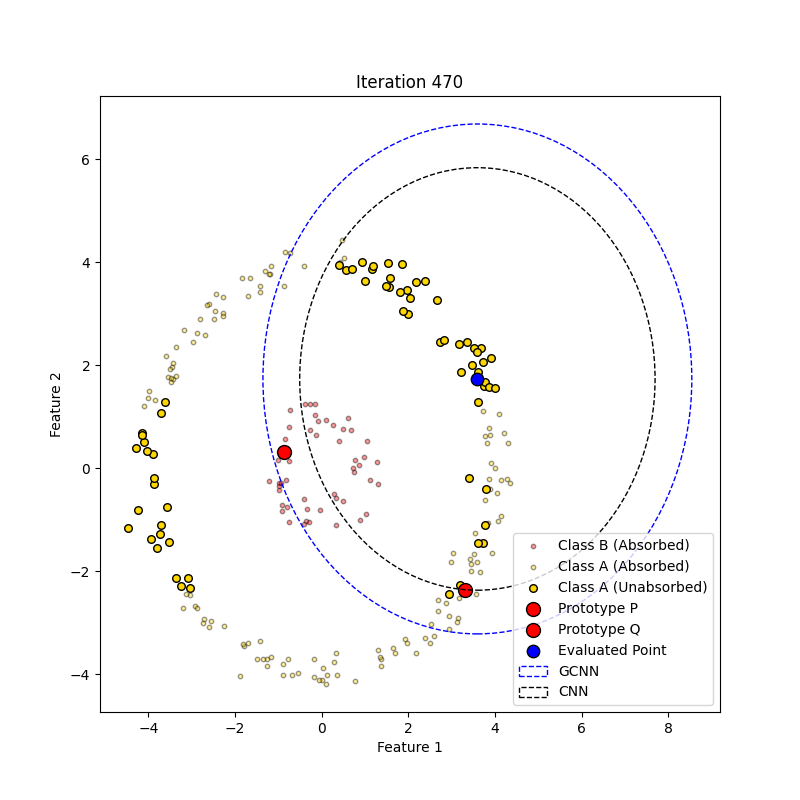 Iteration 470
Feature 2
6
4
2
0
−2
−4
−4
−2
0
2
4
6
8
Feature 1
Class B (Absorbed)
Class A (Absorbed)
Class A (Unabsorbed)
Prototype P
Prototype Q
Evaluated Point
GCNN
CNN